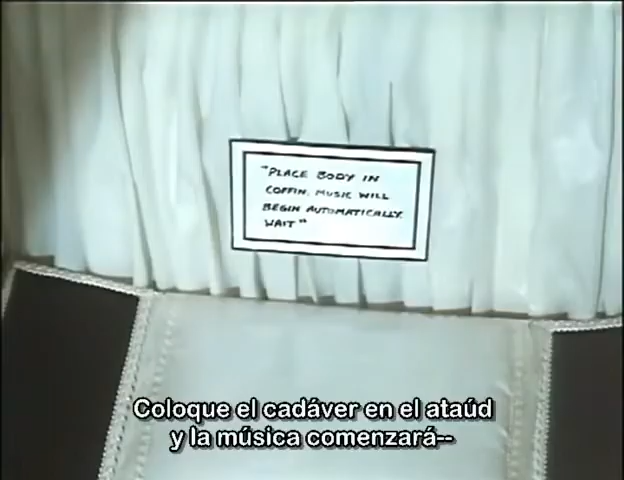 "PLACE BODY IN
COFFIN. MUSIC WILL
BEGIN AUTOMATICALLY.
WAIT"
Coloque el cadáver en el ataúd
y la música comenzará--